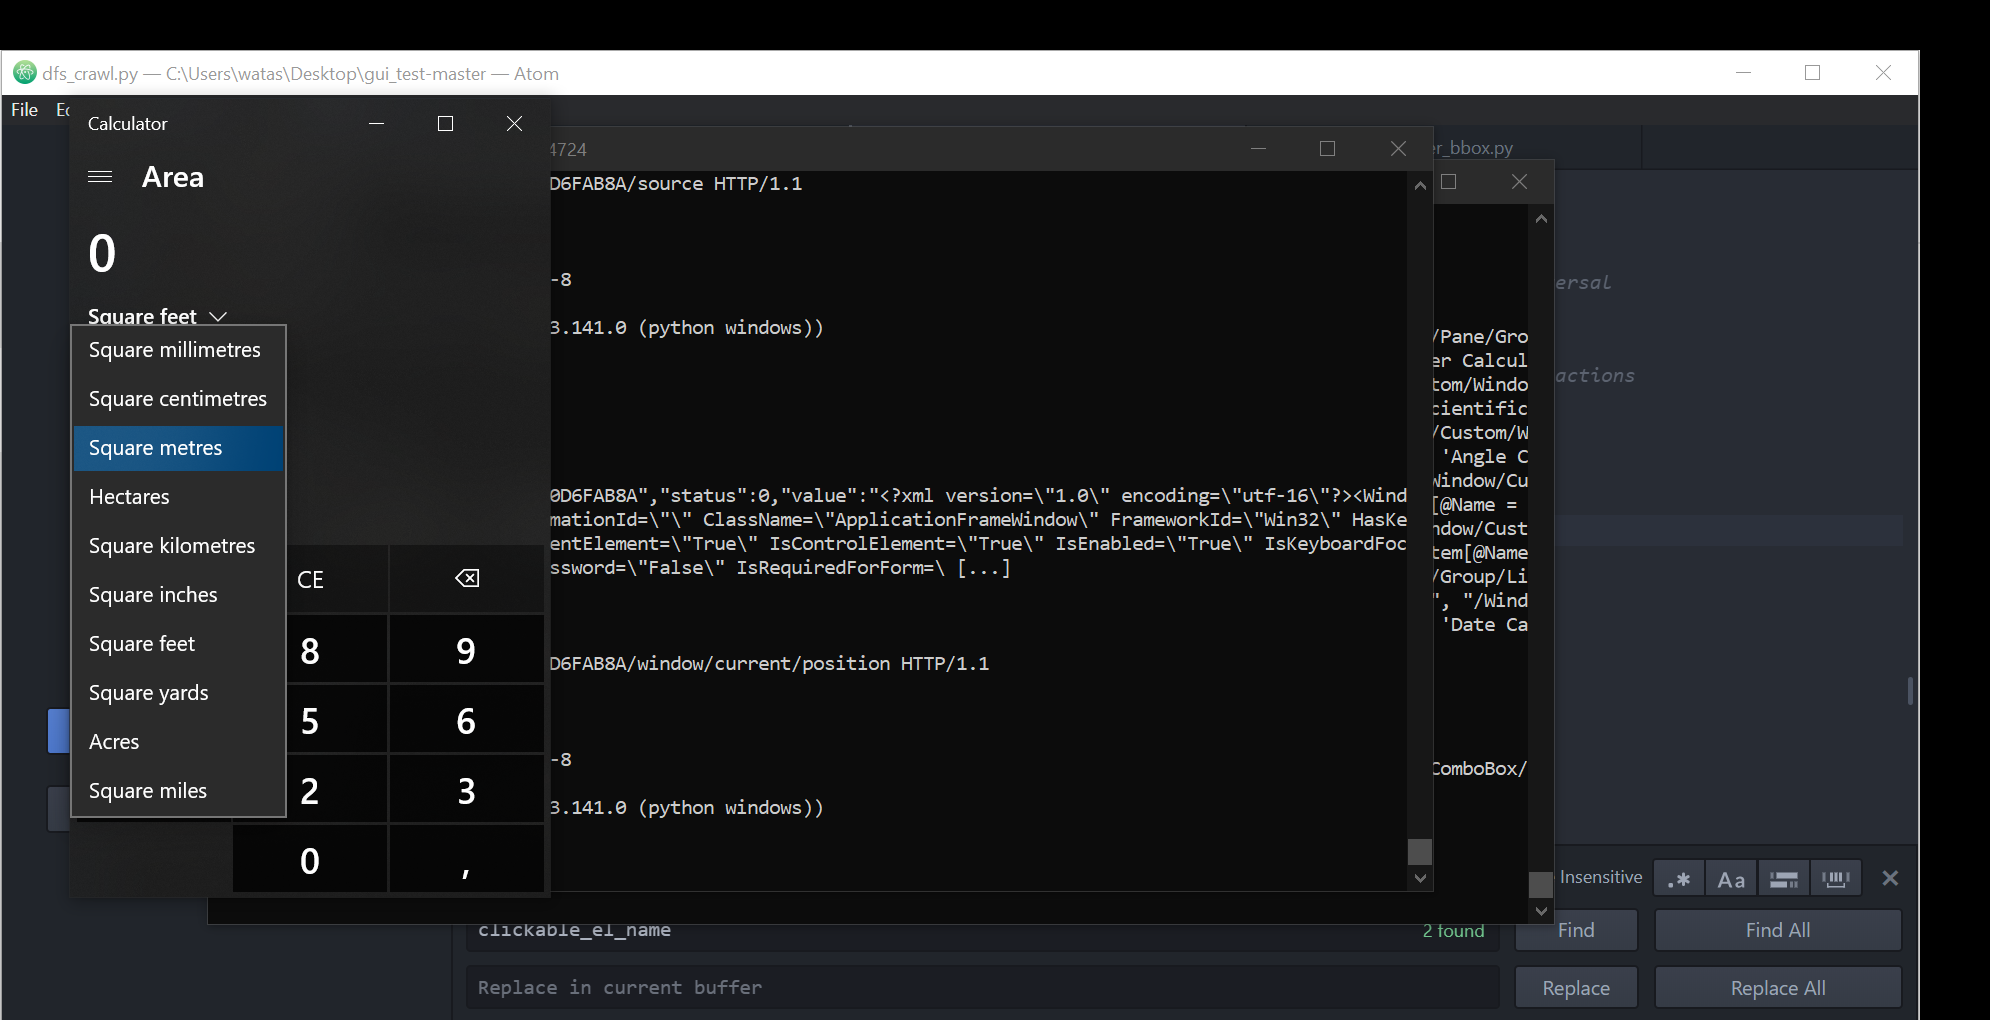 dfs_crawl.py — C:\Users\watas\Desktop\gui_test-master — Atom
File
Calculator
Area
0
Square feet
Square millimetres
Square centimetres
Square metres
Hectares
Square kilometres
Square inches
Square feet
Square yards
Acres
Square miles
CE
8 9
5 6
2 3
0 ,
4724
D6FAB8A/source HTTP/1.1
-8
3.141.0 (python windows))
0D6FAB8A","status":0,"value":"<?xml version=\"1.0\" encoding=\"utf-16\"?><Wind
mationId=\"\" ClassName=\"ApplicationFrameWindow\" FrameworkId=\"Win32\" HasKe
entElement=\"True\" IsControlElement=\"True\" IsEnabled=\"True\" IsKeyboardFoc
ssword=\"False\" IsRequiredForForm=\ [...]
D6FAB8A/window/current/position HTTP/1.1
-8
3.141.0 (python windows))
er_bbox.py
/Pane/Gro
er Calcul
tom/Windo
cientific
/Custom/W
'Angle C
Window/Cu
[@Name =
ndow/Cust
tem[@Name
/Group/Li
", "/Wind
'Date Ca
ComboBox/
ersal
actions
Insensitive
.* Aa
clickable_el_name
2 found
Find
Find All
Replace in current buffer
Replace
Replace All